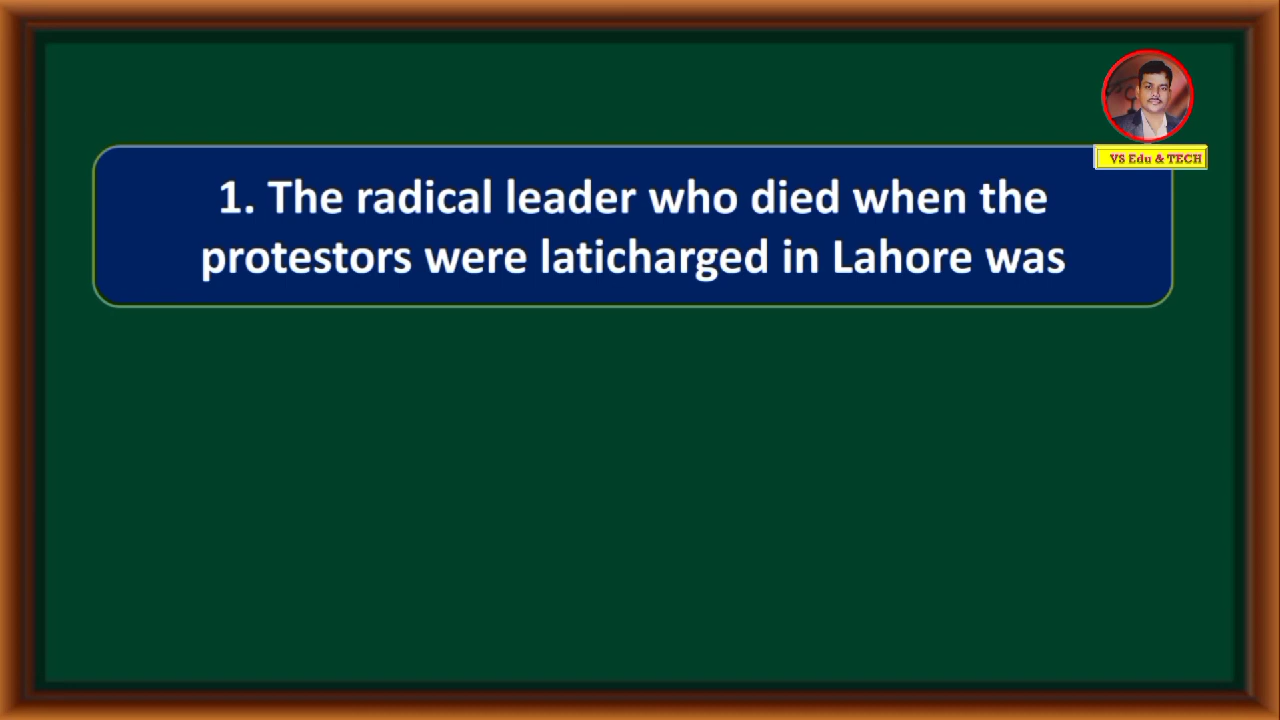 VS Edu & TECH
1. The radical leader who died when the
protestors were laticharged in Lahore was